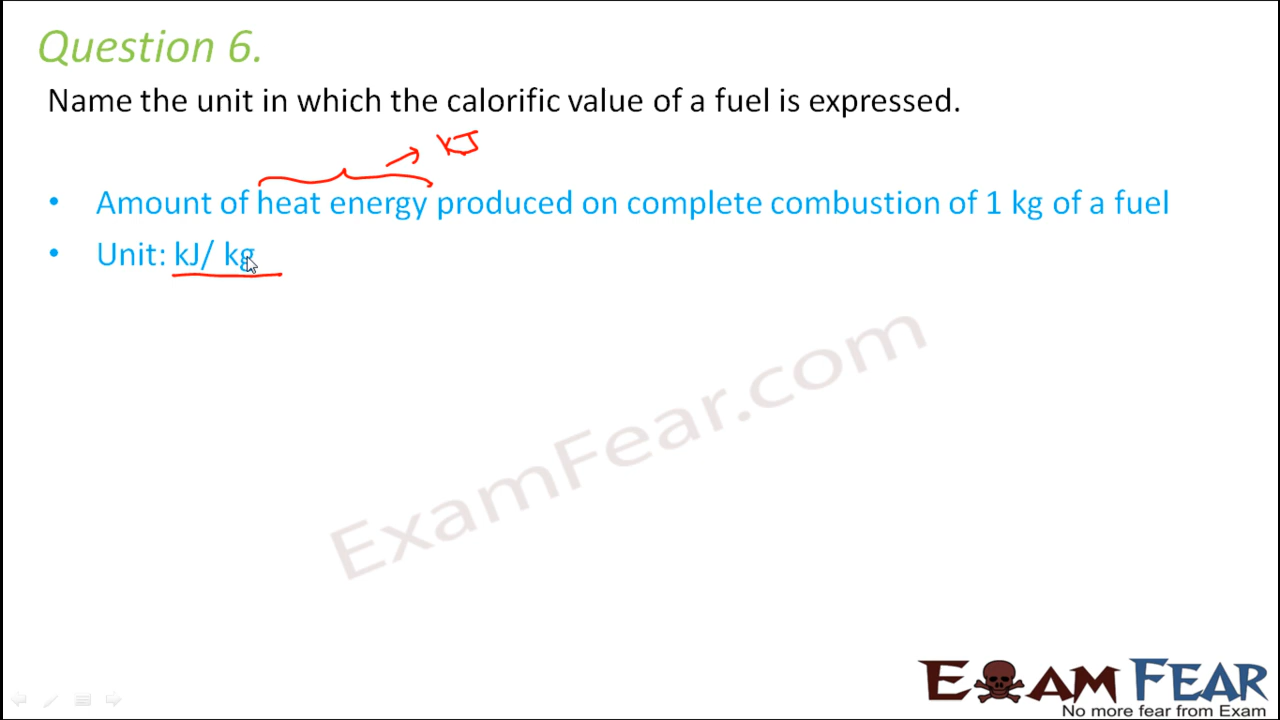 Question 6.
Name the unit in which the calorific value of a fuel is expressed.
KJ
• Amount of heat energy produced on complete combustion of 1 kg of a fuel
• Unit: kJ/ kg
ExamFear.com
EXAM FEAR
No more fear from Exam